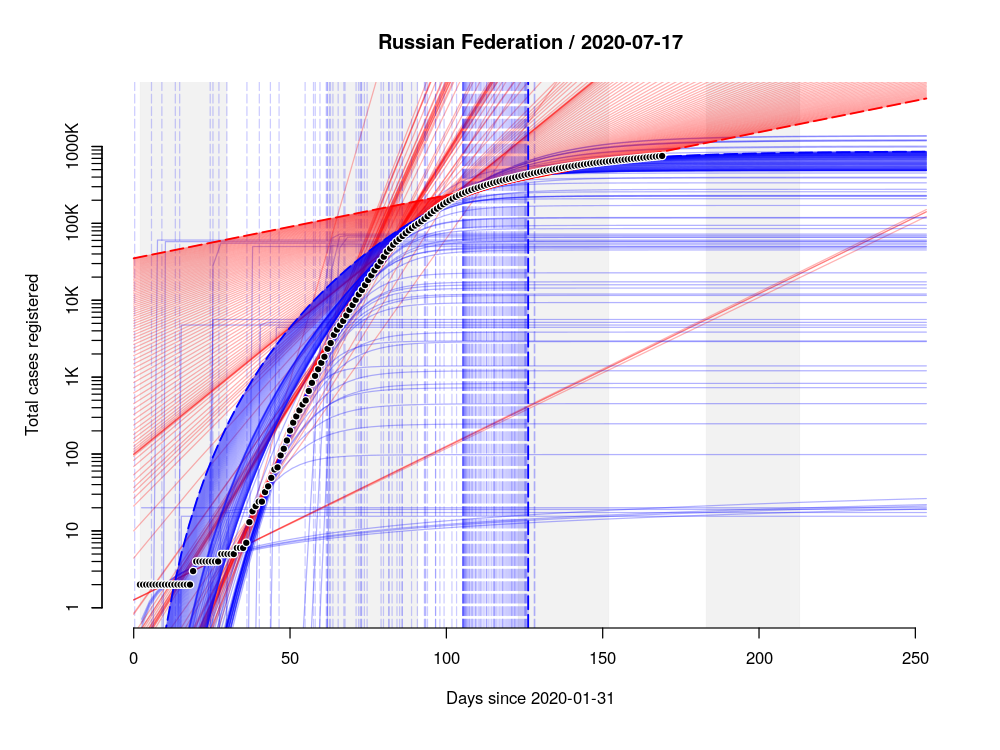 Russian Federation / 2020-07-17
Total cases registered
1000K
100K
10K
1K
100
10
1
0 50 100 150 200 250
Days since 2020-01-31